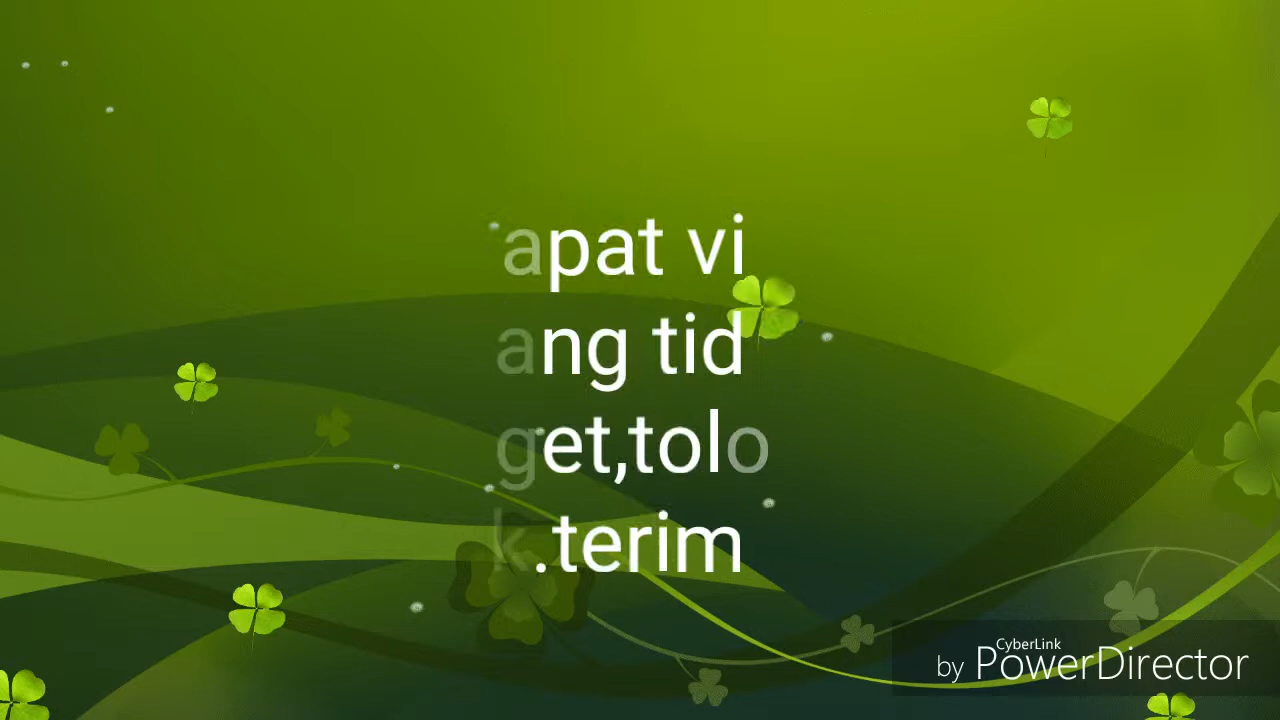 apat vi
ang tid
get,tolo
k.terim
CyberLink
by PowerDirector